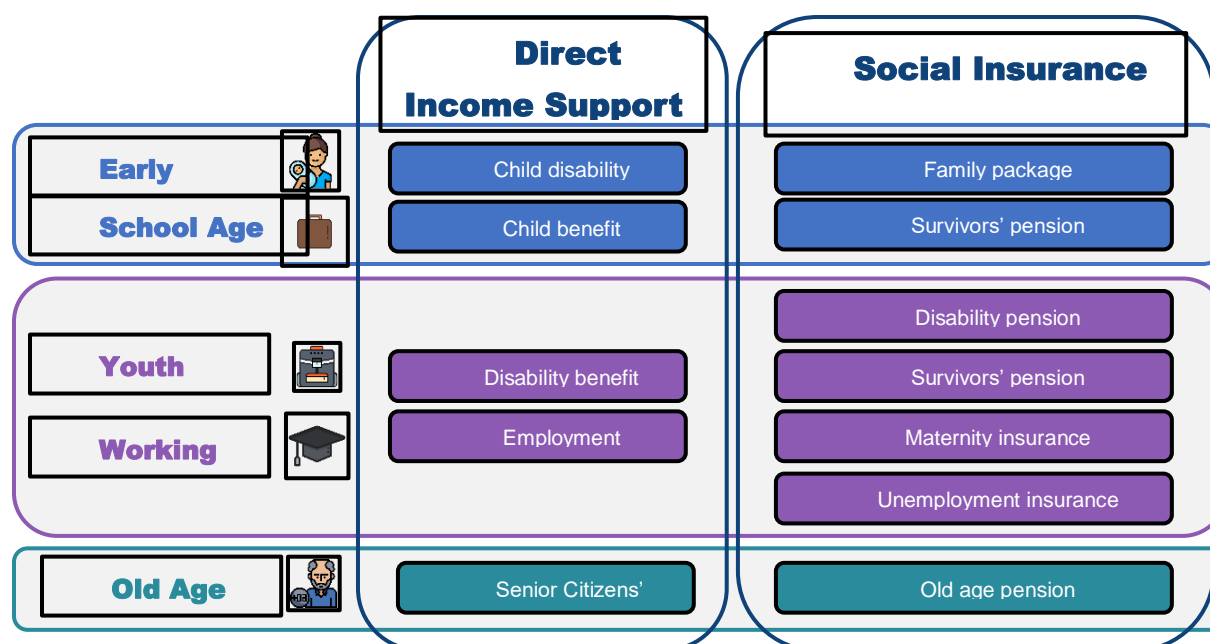 Direct
Income Support
Social Insurance
Early
Child disability
Family package
School Age
Child benefit
Survivors’ pension
Disability pension
Youth
Disability benefit
Survivors’ pension
Working
Employment
Maternity insurance
Unemployment insurance
Old Age
Senior Citizens’
Old age pension